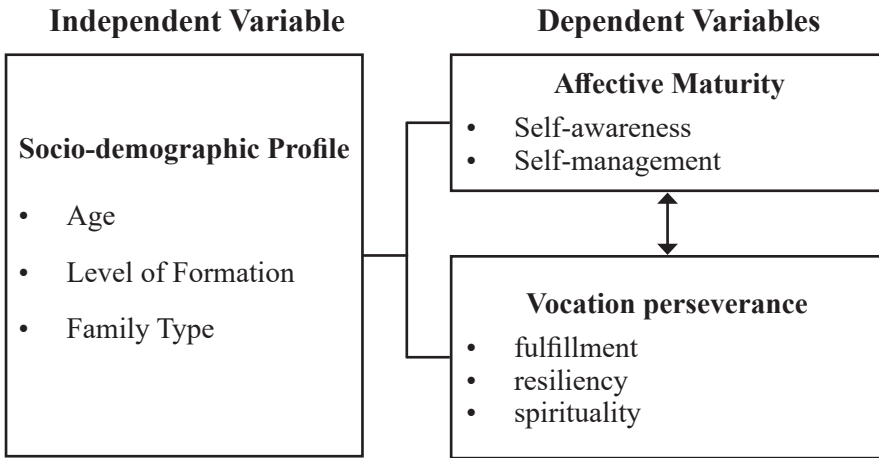 Independent Variable
Socio-demographic Profile
• Age
• Level of Formation
• Family Type
Dependent Variables
Affective Maturity
• Self-awareness
• Self-management
Vocation perseverance
• fulfillment
• resiliency
• spirituality